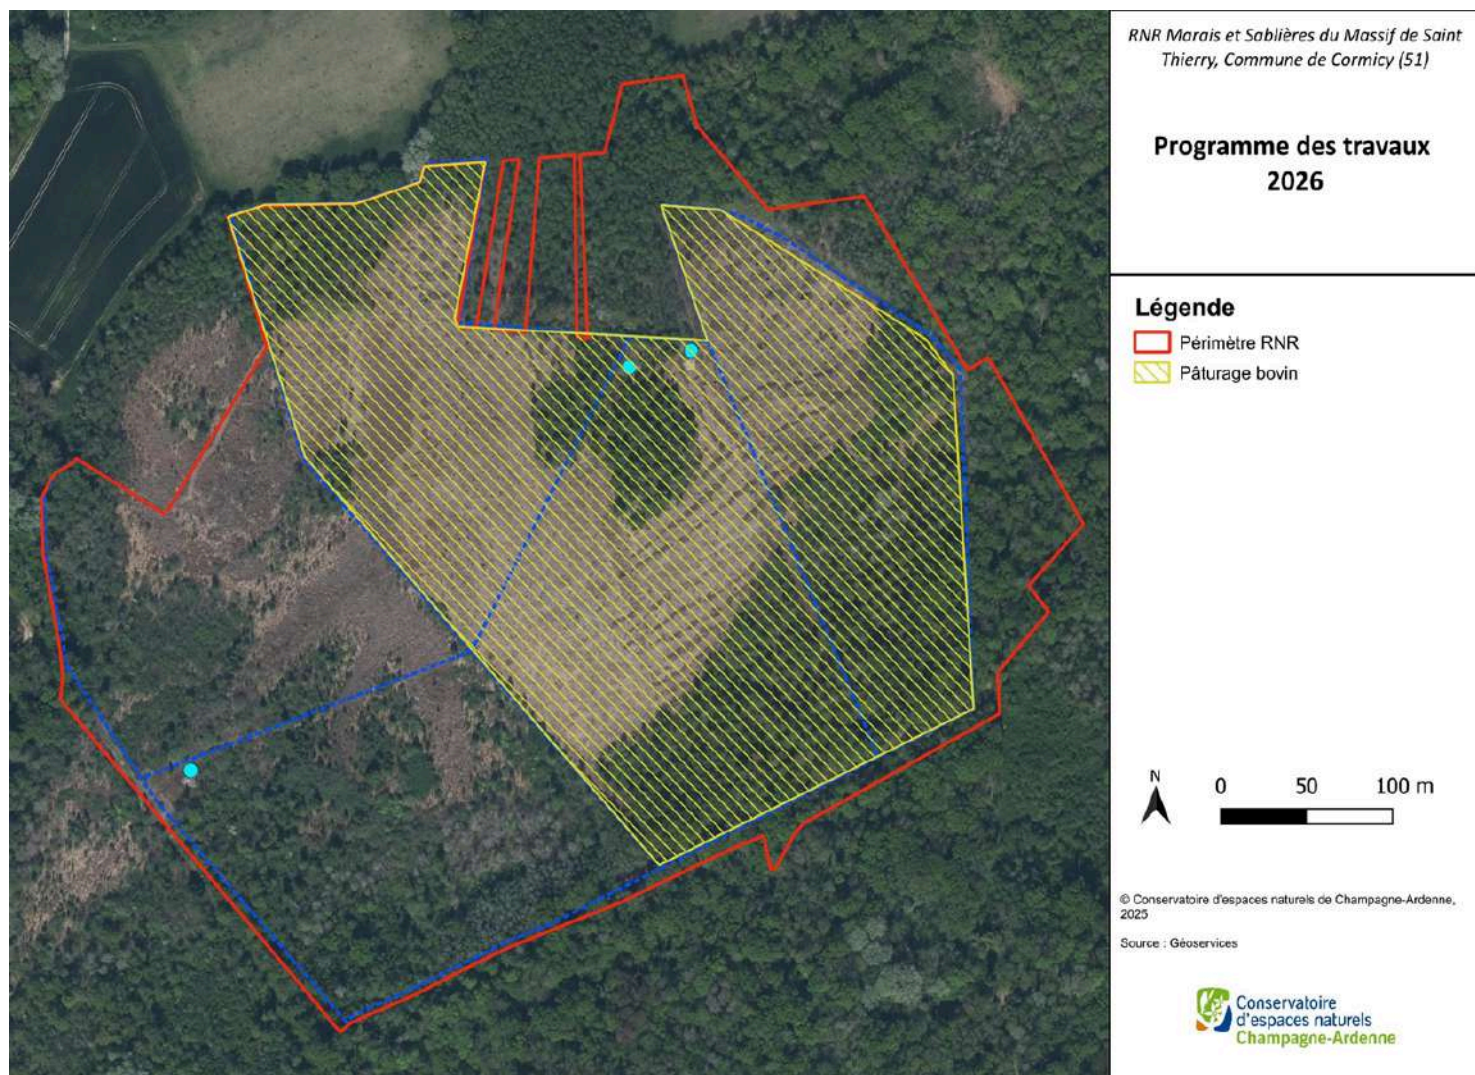 RNR Marais et Sablières du Massif de Saint
Thierry, Commune de Cormicy (51)
Programme des travaux
2026
Légende
Périmètre RNR
Pâturage bovin
N
0 50 100 m
© Conservatoire d'espaces naturels de Champagne-Ardenne,
2025
Source : Géoservices
Conservatoire
d'espaces naturels
Champagne-Ardenne